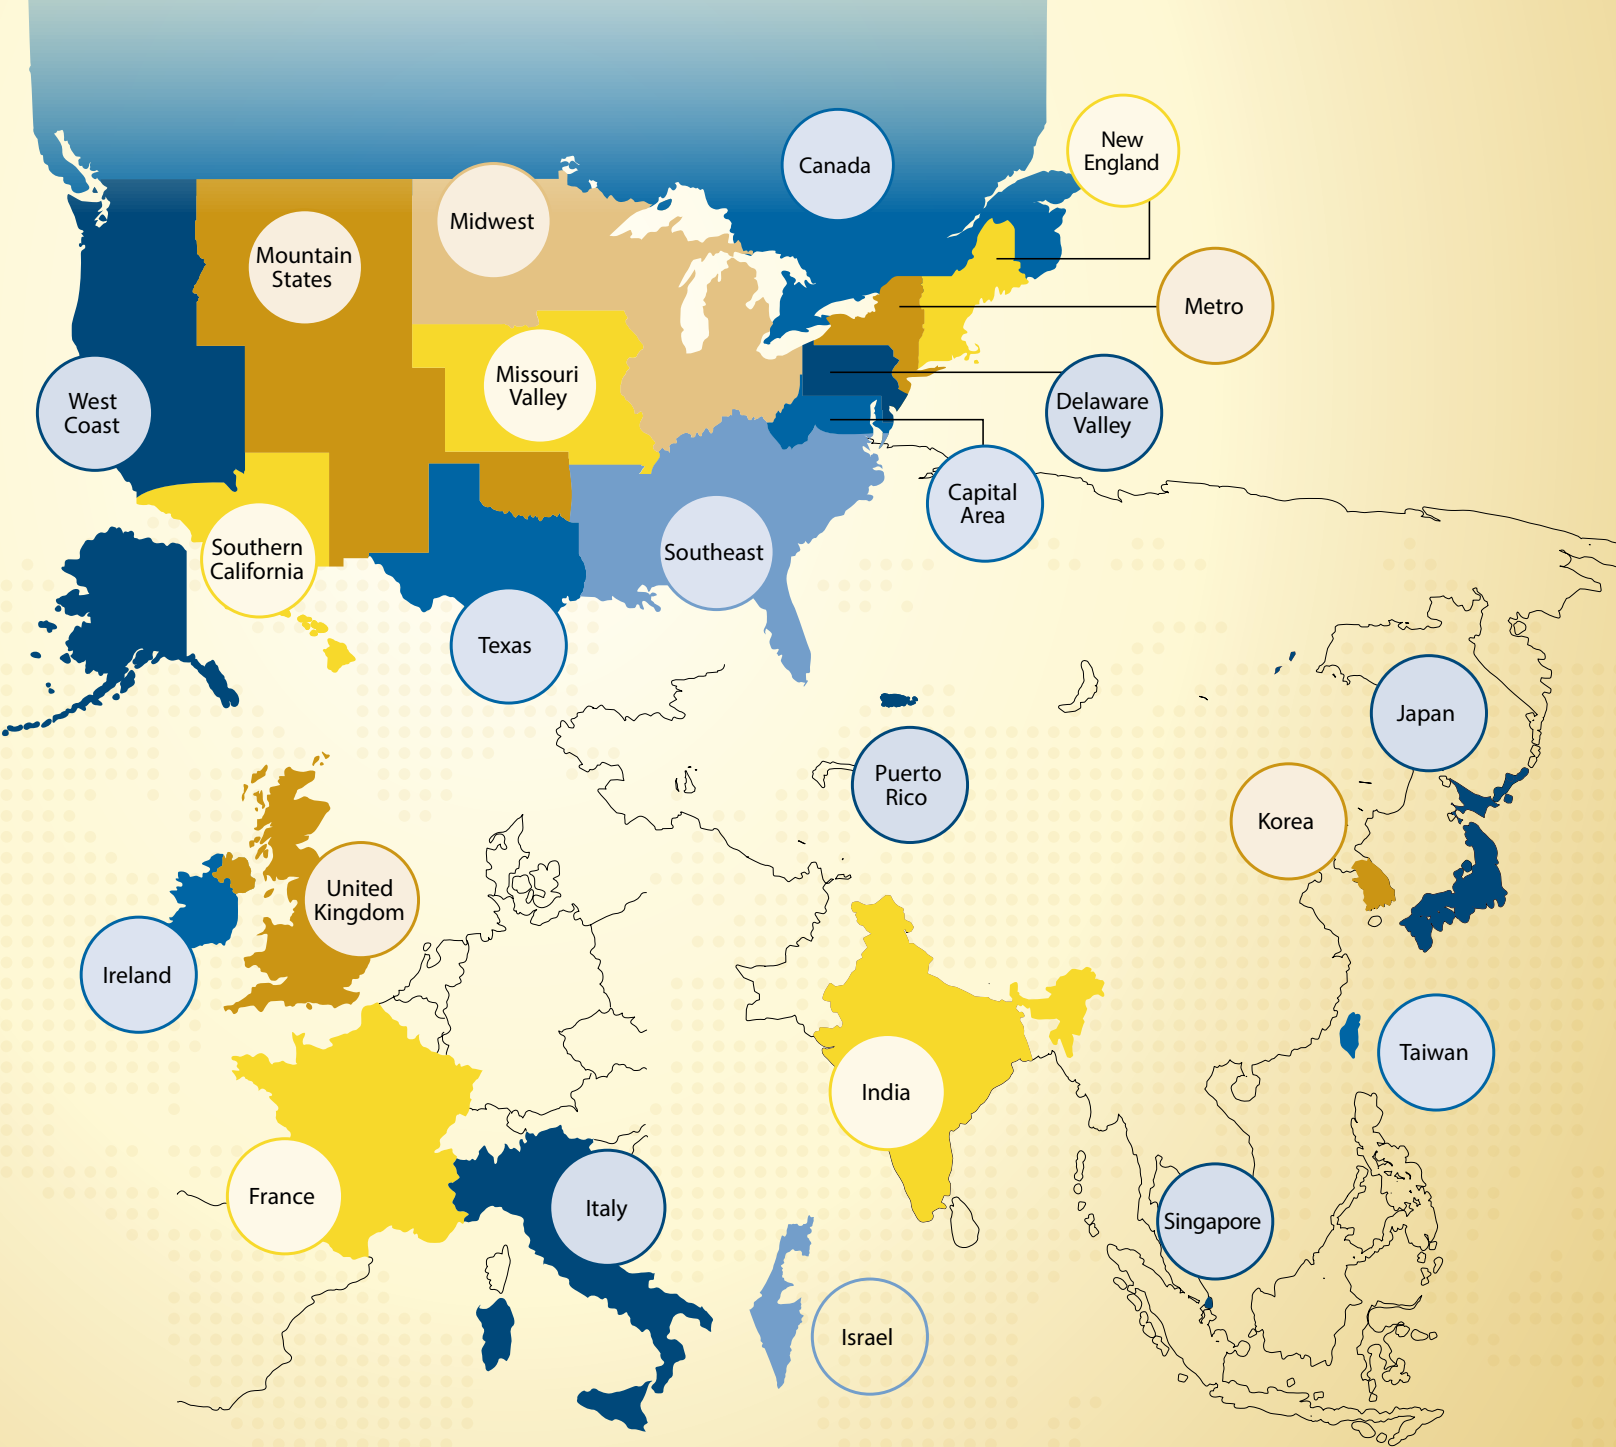 New
England
Canada
Midwest
Mountain
States
Metro
Missouri
Valley
West
Coast
Delaware
Valley
Capital
Area
Southern
California
Southeast
Texas
Japan
Puerto
Rico
Korea
United
Kingdom
Ireland
Taiwan
India
France
Italy
Singapore
Israel